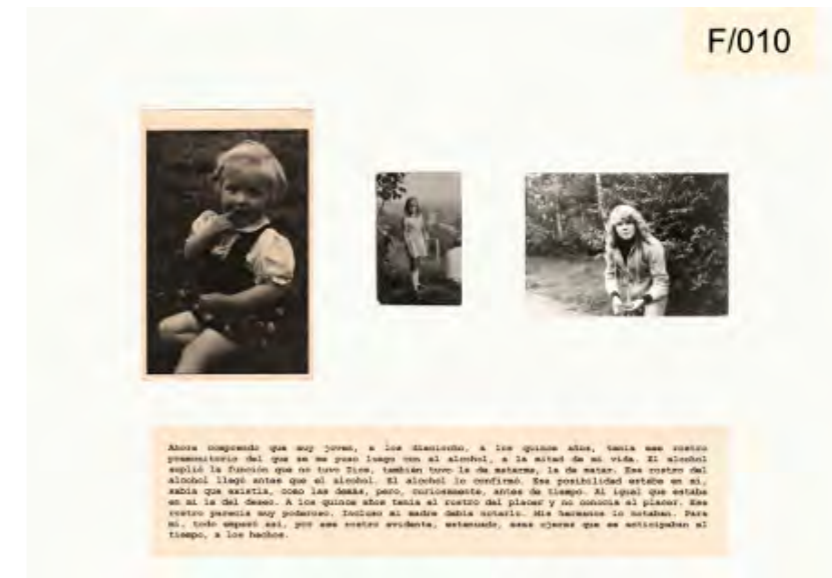 F/010
Ahora comprendo que muy joven, a los dieciocho, a los quince años, tenía ese rostro
premonitorio del que se me puso luego con el alcohol, a la mitad de mi vida. El alcohol
suplió la función que no tuvo Dios, también tuvo la de matarme, la de matar. Ese rostro del
alcohol llegó antes que el alcohol. El alcohol lo confirmó. Esa posibilidad estaba en mí,
sabía que existía, como las demás, pero, curiosamente, antes de tiempo. Al igual que estaba
en mí la del deseo. A los quince años tenía el rostro del placer y no conocía el placer. Ese
rostro parecía muy poderoso. Incluso mi madre debía notarlo. Mis hermanos lo notaban. Para
mí, todo empezó así, por ese rostro evidente, extenuado, esas ojeras que se anticipaban al
tiempo, a los hechos.